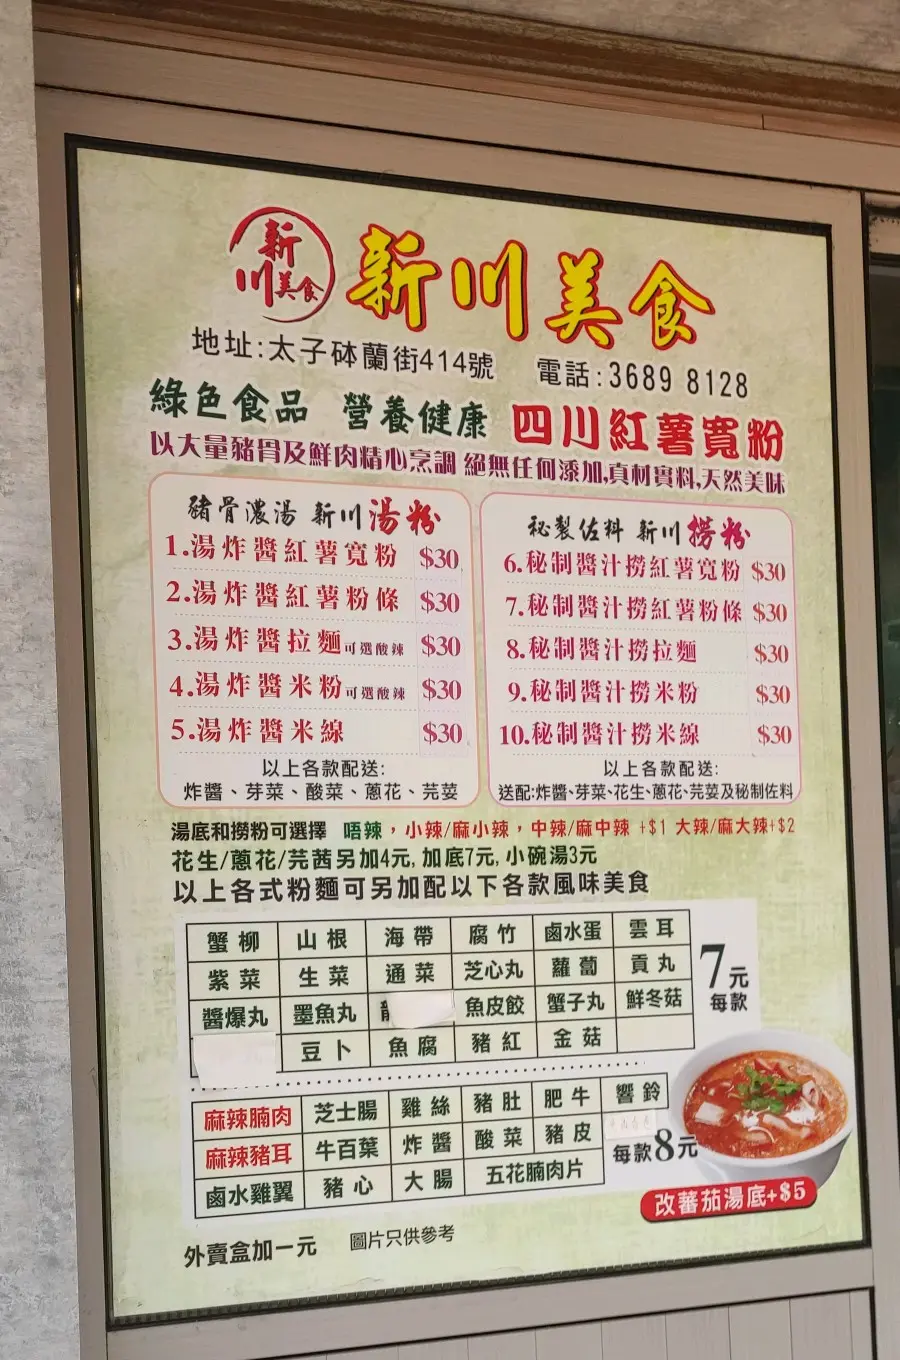 新川美食
新川美食
地址:太子砵蘭街414號 電話:3689 8128
綠色食品 營養健康 四川紅薯寬粉
以大量豬骨及鮮肉精心烹調 絕無任何添加,真材實料,天然美味
豬骨濃湯 新川湯粉
1.湯炸醬紅薯寬粉 $30
2.湯炸醬紅薯粉條 $30
3.湯炸醬拉麵可選酸辣 $30
4.湯炸醬米粉可選酸辣 $30
5.湯炸醬米線 $30
以上各款配送:
炸醬、芽菜、酸菜、蔥花、芫荽
秘製佐料 新川撈粉
6.秘制醬汁撈紅薯寬粉 $30
7.秘制醬汁撈紅薯粉條 $30
8.秘制醬汁撈拉麵 $30
9.秘制醬汁撈米粉 $30
10.秘制醬汁撈米線 $30
以上各款配送:
送配:炸醬、芽菜、花生、蔥花、芫荽及秘制佐料
湯底和撈粉可選擇 唔辣，小辣/麻小辣，中辣/麻中辣 +$1 大辣/麻大辣+$2
花生/蔥花/芫茜另加4元, 加底7元, 小碗湯3元
以上各式粉麵可另加配以下各款風味美食
蟹柳 山根 海帶 腐竹 鹵水蛋 雲耳
紫菜 生菜 通菜 芝心丸 蘿蔔 貢丸
醬爆丸 墨魚丸 魚皮餃 蟹子丸 鮮冬菇
豆卜 魚腐 豬紅 金菇
7元
每款
麻辣腩肉 芝士腸 雞絲 豬肚 肥牛 響鈴
麻辣豬耳 牛百葉 炸醬 酸菜 豬皮
鹵水雞翼 豬心 大腸 五花腩肉片
每款8元
改蕃茄湯底+$5
外賣盒加一元 圖片只供參考